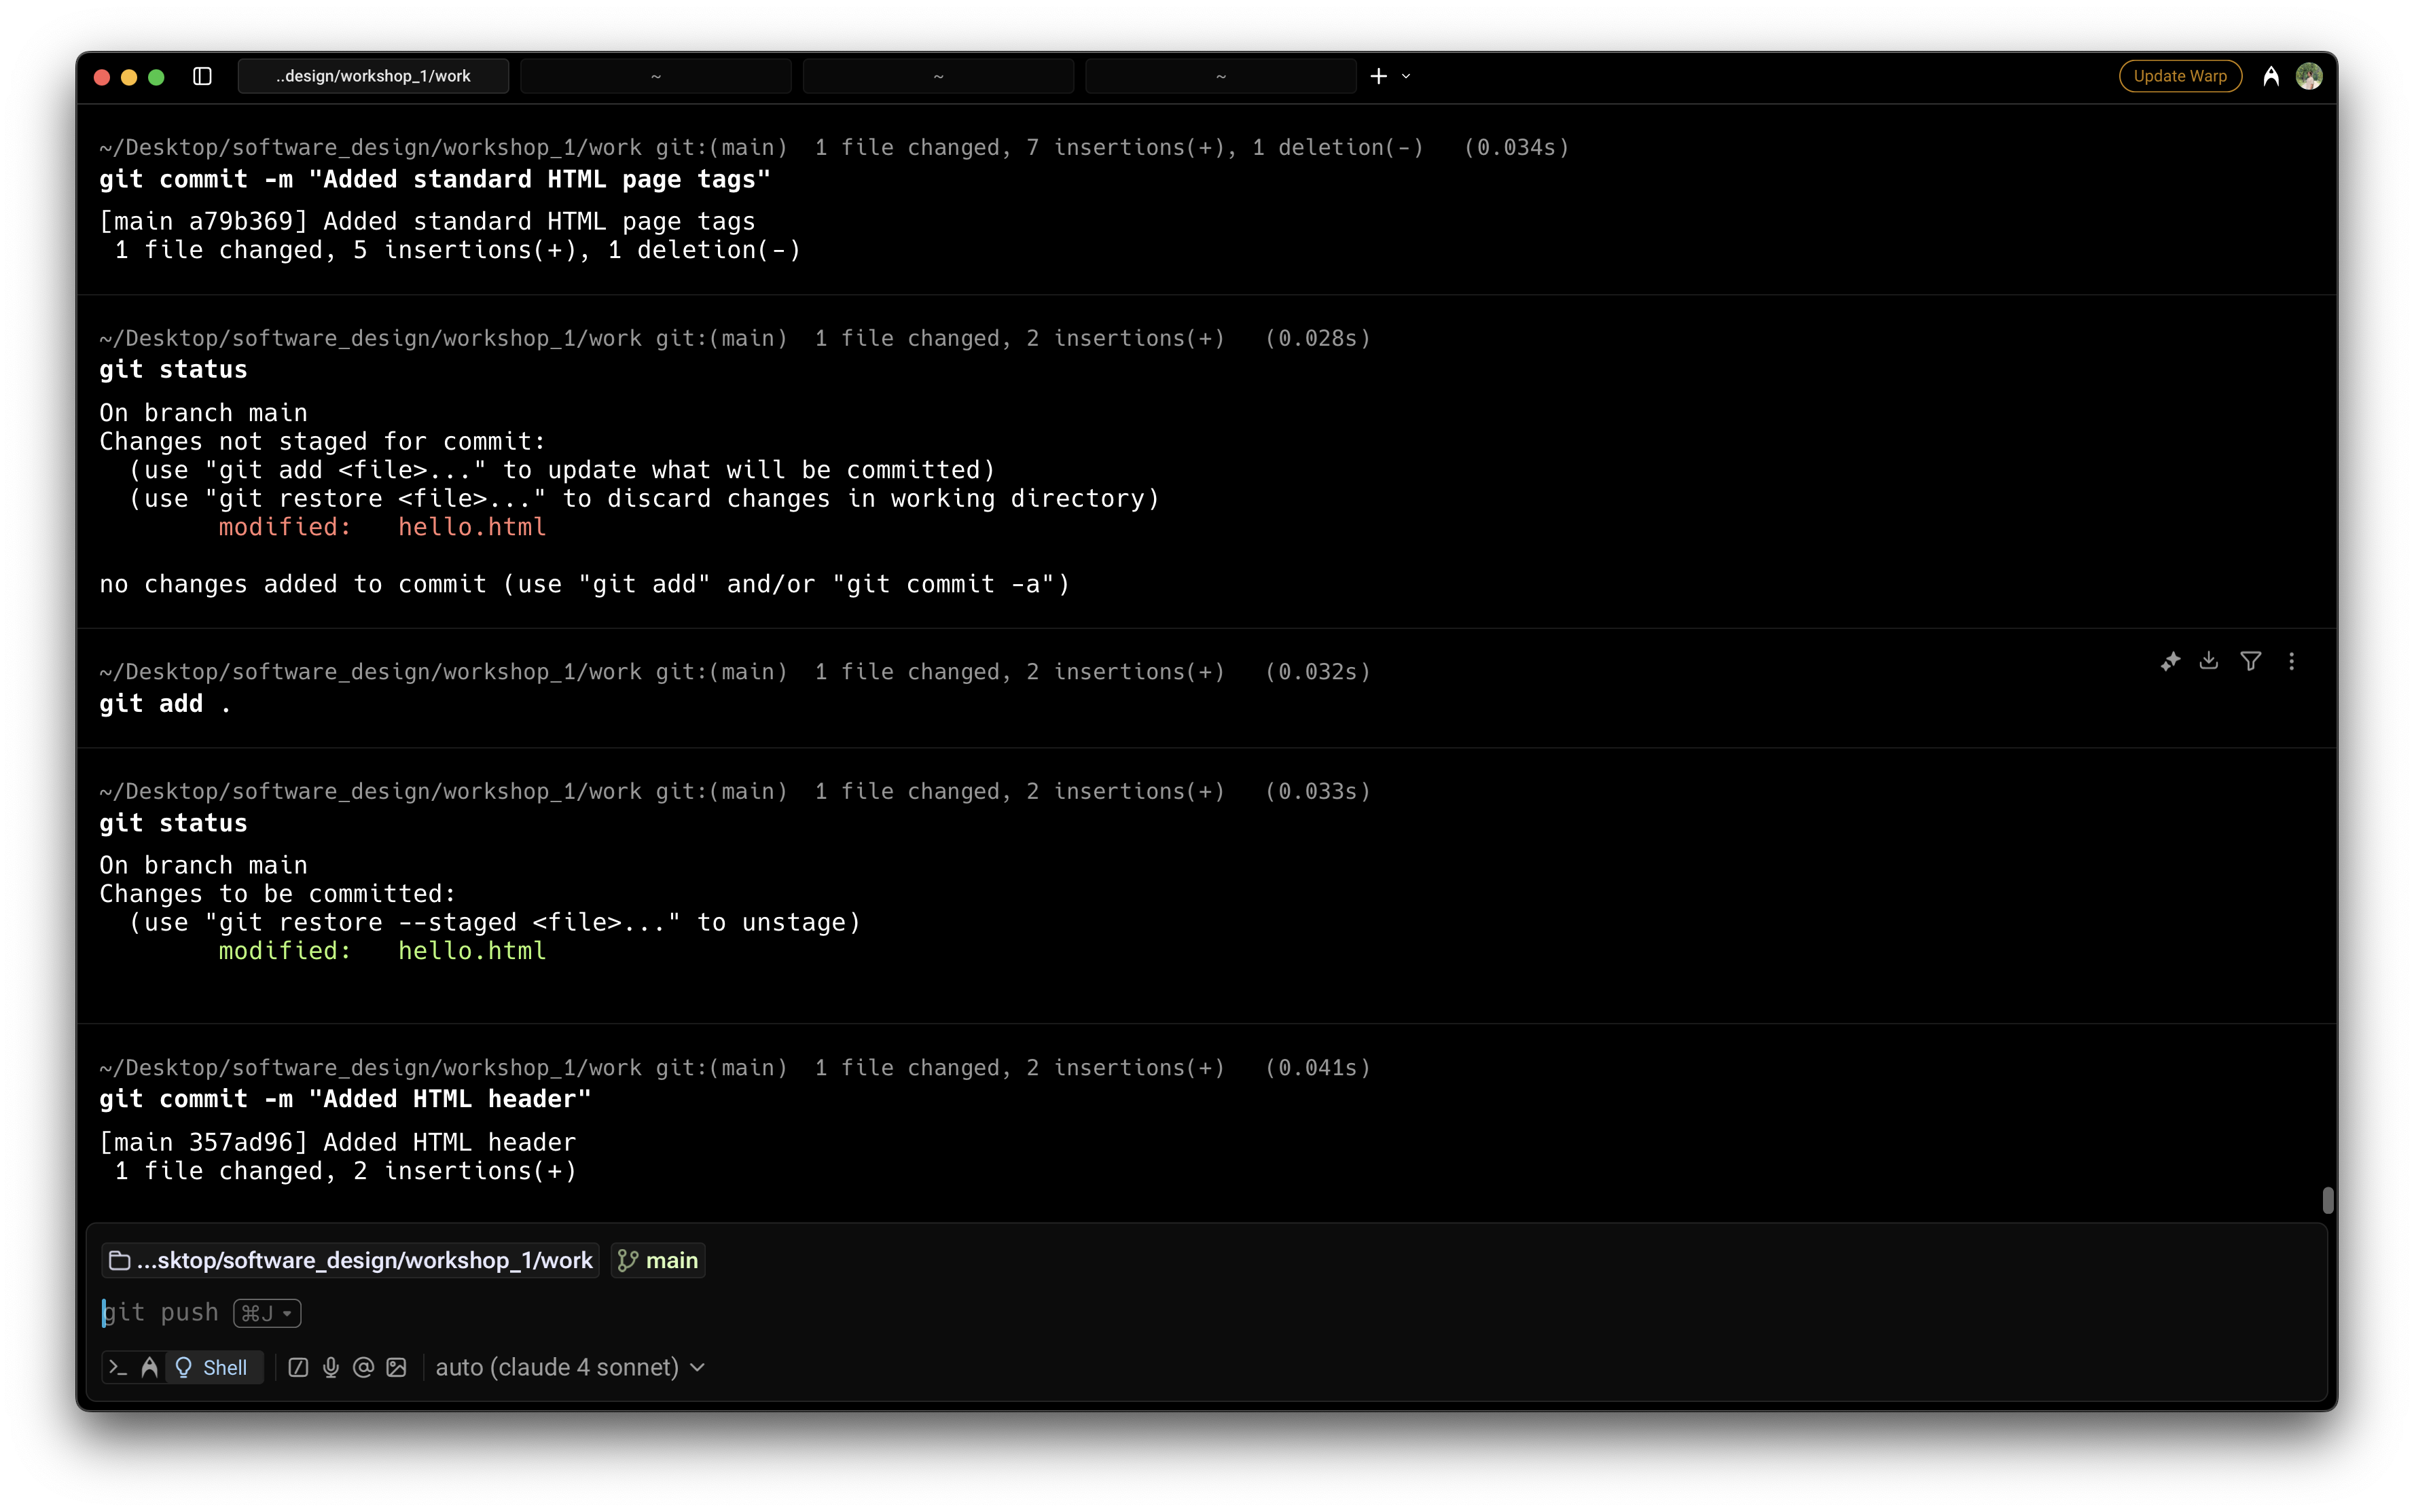 ..design/workshop_1/work
~
~
~
Update Warp
~/Desktop/software_design/workshop_1/work git:(main)  1 file changed, 7 insertions(+), 1 deletion(-)   (0.034s)
git commit -m "Added standard HTML page tags"
[main a79b369] Added standard HTML page tags
 1 file changed, 5 insertions(+), 1 deletion(-)
~/Desktop/software_design/workshop_1/work git:(main)  1 file changed, 2 insertions(+)   (0.028s)
git status
On branch main
Changes not staged for commit:
  (use "git add <file>..." to update what will be committed)
  (use "git restore <file>..." to discard changes in working directory)
        modified:   hello.html
no changes added to commit (use "git add" and/or "git commit -a")
~/Desktop/software_design/workshop_1/work git:(main)  1 file changed, 2 insertions(+)   (0.032s)
git add .
~/Desktop/software_design/workshop_1/work git:(main)  1 file changed, 2 insertions(+)   (0.033s)
git status
On branch main
Changes to be committed:
  (use "git restore --staged <file>..." to unstage)
        modified:   hello.html
~/Desktop/software_design/workshop_1/work git:(main)  1 file changed, 2 insertions(+)   (0.041s)
git commit -m "Added HTML header"
[main 357ad96] Added HTML header
 1 file changed, 2 insertions(+)
...sktop/software_design/workshop_1/work main
git push ⌘J
Shell auto (claude 4 sonnet)